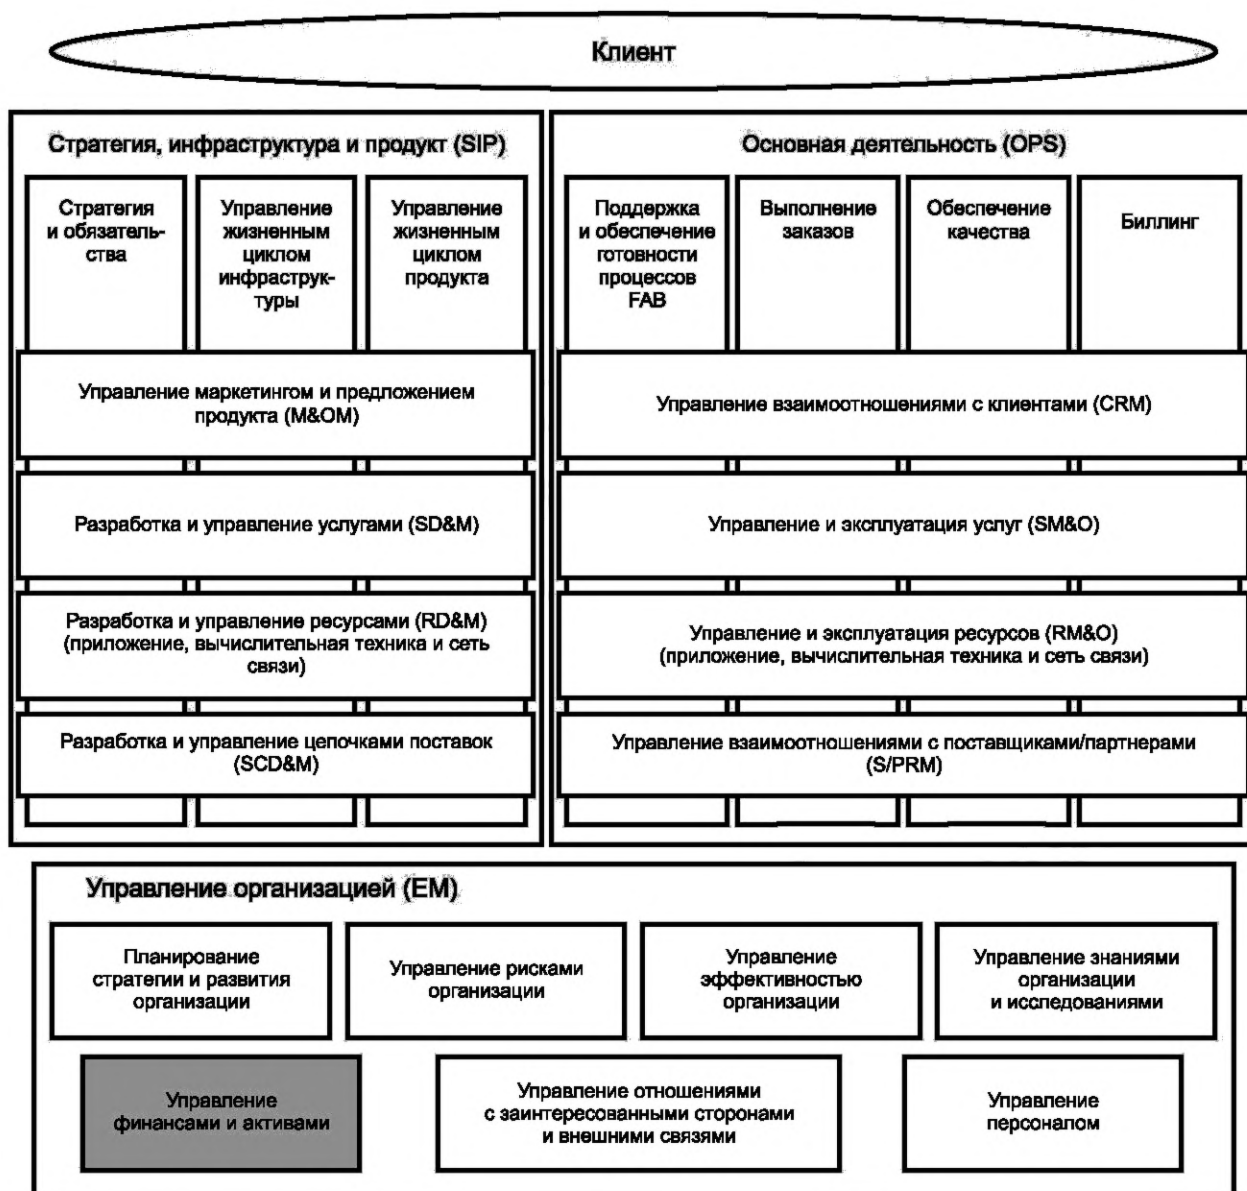 Клиент
Стратегия, инфраструктура и продукт (SIP)
Стратегия
и обязатель-
ства
Управление
жизненным
циклом
инфраструк-
туры
Управление
жизненным
циклом
продукта
Управление маркетингом и предложением
продукта (M&OM)
Разработка и управление услугами (SD&M)
Разработка и управление ресурсами (RD&M)
(приложение, вычислительная техника и сеть
связи)
Разработка и управление цепочками поставок
(SCD&M)
Основная деятельность (OPS)
Поддержка
и обеспечение
готовности
процессов
FAB
Выполнение
заказов
Обеспечение
качества
Биллинг
Управление взаимоотношениями с клиентами (CRM)
Управление и эксплуатация услуг (SM&O)
Управление и эксплуатация ресурсов (RM&O)
(приложение, вычислительная техника и сеть связи)
Управление взаимоотношениями с поставщиками/партнерами
(S/PRM)
Управление организацией (EM)
Планирование
стратегии и развития
организации
Управление рисками
организации
Управление
эффективностью
организации
Управление знаниями
организации
и исследованиями
Управление
финансами и активами
Управление отношениями
с заинтересованными сторонами
и внешними связями
Управление
персоналом